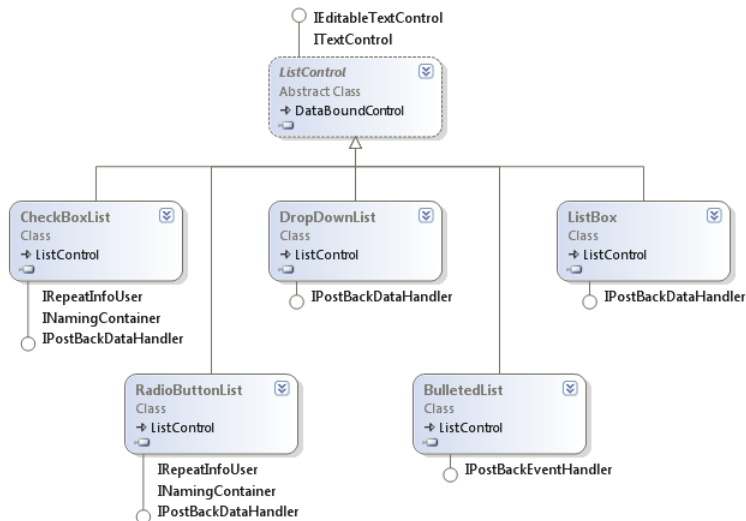 IEditableTextControl
ITextControl
ListControl
Abstract Class
DataBoundControl
CheckBoxList
Class
ListControl
IRepeatInfoUser
INamingContainer
IPostBackDataHandler
DropDownList
Class
ListControl
IPostBackDataHandler
ListBox
Class
ListControl
IPostBackDataHandler
RadioButtonList
Class
ListControl
IRepeatInfoUser
INamingContainer
IPostBackDataHandler
BulletedList
Class
ListControl
IPostBackEventHandler